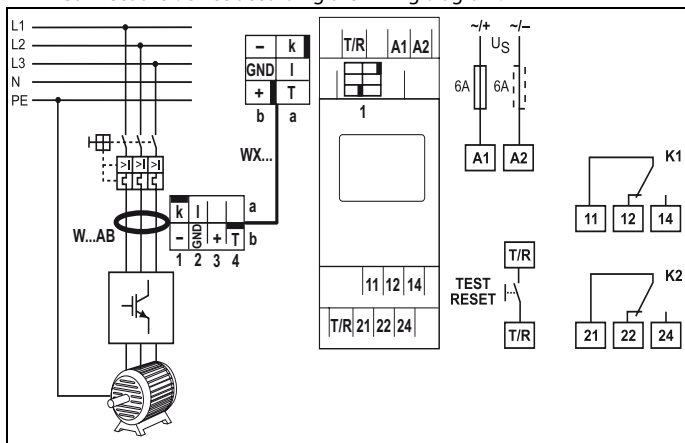 L1
L2
L3
N
PE
>I >I >I
W...AB
k I a
– GND + T b
1 2 3 4
WX...
– k
GND I
+ T
b a
T/R A1 A2
1
11 12 14
T/R 21 22 24
~/+ ~/–
US
6A 6A
A1 A2
T/R
TEST
RESET
T/R
K1
11 12 14
K2
21 22 24